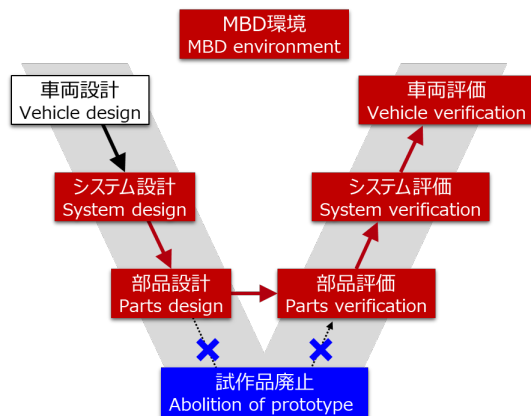 MBD環境
MBD environment
車両設計
Vehicle design
車両評価
Vehicle verification
システム設計
System design
システム評価
System verification
部品設計
Parts design
部品評価
Parts verification
試作品廃止
Abolition of prototype